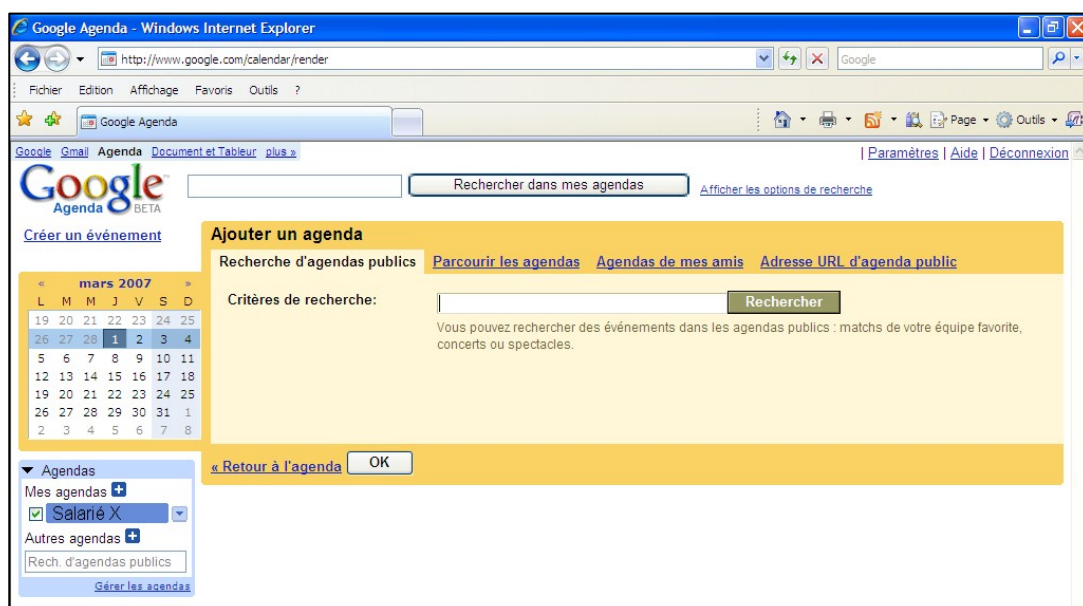 Google Agenda - Windows Internet Explorer
http://www.google.com/calendar/render
Google
Fichier Edition Affichage Favoris Outils ?
Google Agenda
Page Outils
Google Gmail Agenda Document et Tableur plus »
| Paramètres | Aide | Déconnexion
Google
Agenda BETA
Rechercher dans mes agendas
Afficher les options de recherche
Créer un événement
Ajouter un agenda
Recherche d'agendas publics Parcourir les agendas Agendas de mes amis Adresse URL d'agenda public
« mars 2007 »
L M M J V S D
19 20 21 22 23 24 25
26 27 28 1 2 3 4
5 6 7 8 9 10 11
12 13 14 15 16 17 18
19 20 21 22 23 24 25
26 27 28 29 30 31 1
2 3 4 5 6 7 8
Critères de recherche:
Rechercher
Vous pouvez rechercher des événements dans les agendas publics : matchs de votre équipe favorite,
concerts ou spectacles.
« Retour à l'agenda OK
Agendas
Mes agendas
Salarié X
Autres agendas
Rech. d'agendas publics
Gérer les agendas